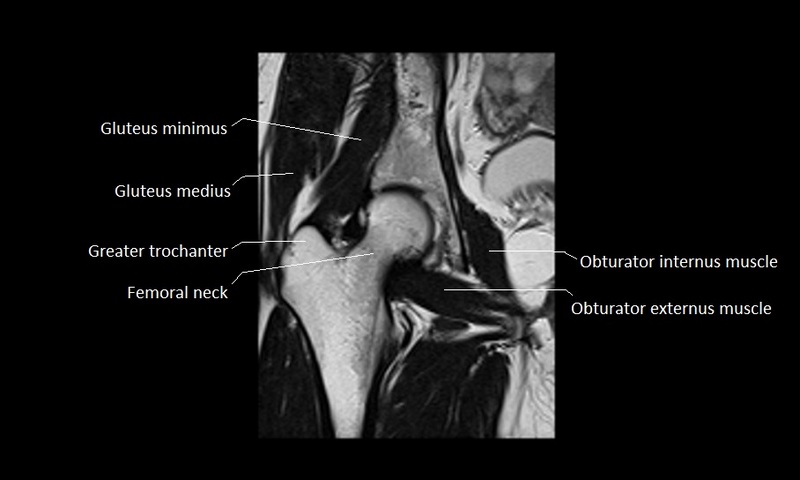 Gluteus minimus
Gluteus medius
Greater trochanter
Femoral neck
Obturator internus muscle
Obturator externus muscle